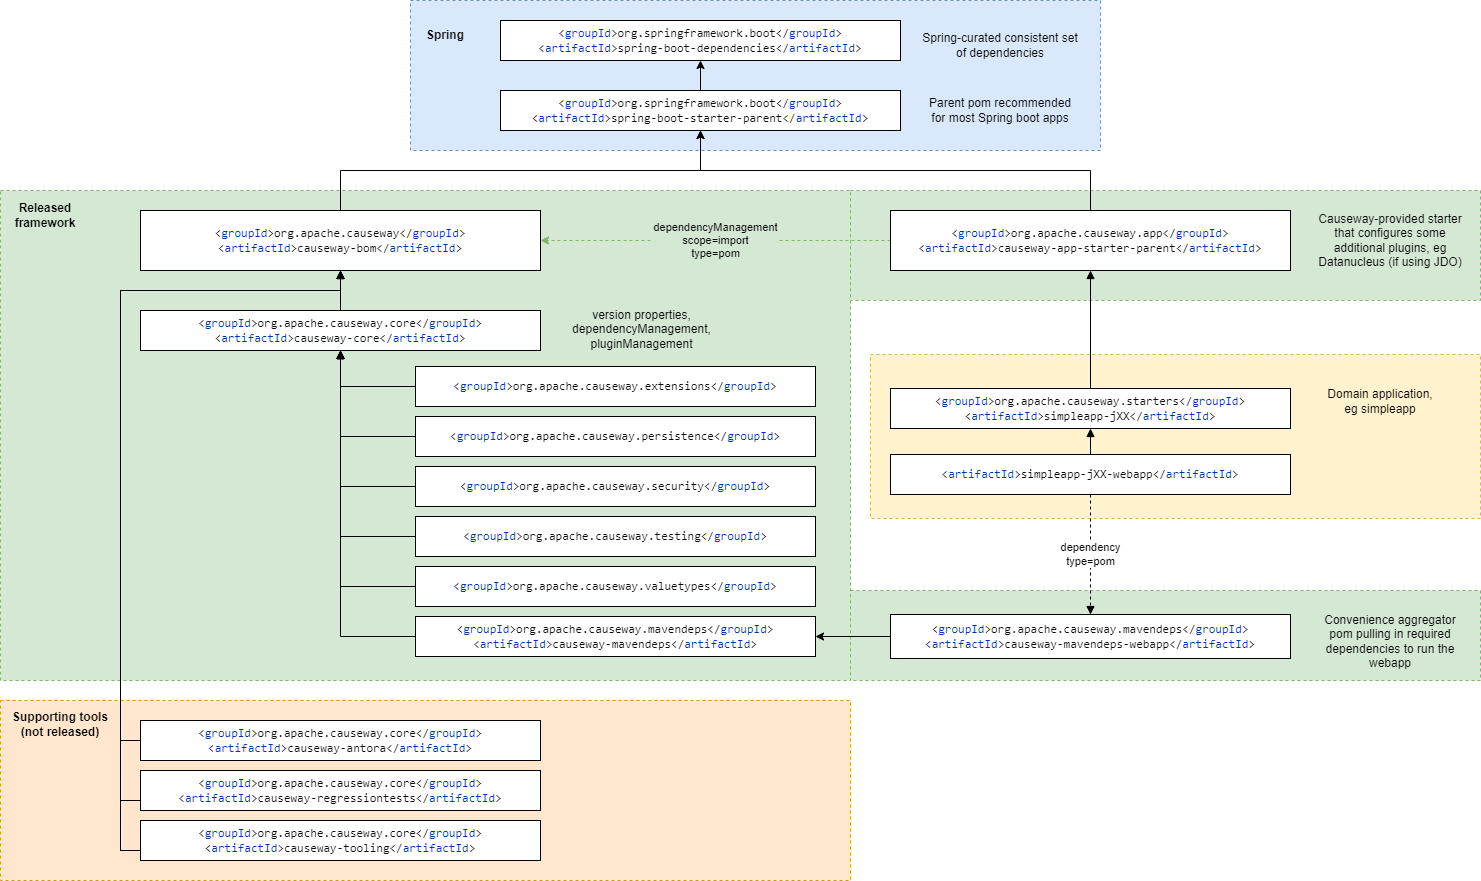 Spring
<groupId>org.springframework.boot</groupId>
<artifactId>spring-boot-dependencies</artifactId>
Spring-curated consistent set
of dependencies
<groupId>org.springframework.boot</groupId>
<artifactId>spring-boot-starter-parent</artifactId>
Parent pom recommended
for most Spring boot apps
Released
framework
<groupId>org.apache.causeway</groupId>
<artifactId>causeway-bom</artifactId>
dependencyManagement
scope=import
type=pom
<groupId>org.apache.causeway.app</groupId>
<artifactId>causeway-app-starter-parent</artifactId>
Causeway-provided starter
that configures some
additional plugins, eg
Datanucleus (if using JDO)
<groupId>org.apache.causeway.core</groupId>
<artifactId>causeway-core</artifactId>
version properties,
dependencyManagement,
pluginManagement
<groupId>org.apache.causeway.extensions</groupId>
<groupId>org.apache.causeway.persistence</groupId>
<groupId>org.apache.causeway.security</groupId>
<groupId>org.apache.causeway.testing</groupId>
<groupId>org.apache.causeway.valuetypes</groupId>
<groupId>org.apache.causeway.mavendeps</groupId>
<artifactId>causeway-mavendeps</artifactId>
<groupId>org.apache.causeway.starters</groupId>
<artifactId>simpleapp-jXX</artifactId>
Domain application,
eg simpleapp
<artifactId>simpleapp-jXX-webapp</artifactId>
dependency
type=pom
<groupId>org.apache.causeway.mavendeps</groupId>
<artifactId>causeway-mavendeps-webapp</artifactId>
Convenience aggregator
pom pulling in required
dependencies to run the
webapp
Supporting tools
(not released)
<groupId>org.apache.causeway.core</groupId>
<artifactId>causeway-antora</artifactId>
<groupId>org.apache.causeway.core</groupId>
<artifactId>causeway-regressiontests</artifactId>
<groupId>org.apache.causeway.core</groupId>
<artifactId>causeway-tooling</artifactId>